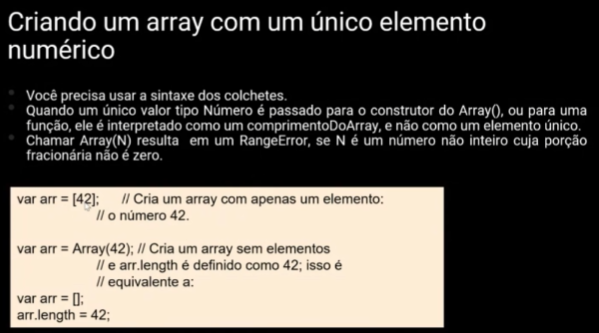 Criando um array com um único elemento
numérico
Você precisa usar a sintaxe dos colchetes.
Quando um único valor tipo Número é passado para o construtor do Array(), ou para uma
função, ele é interpretado como um comprimentoDoArray, e não como um elemento único.
Chamar Array(N) resulta em um RangeError, se N é um número não inteiro cuja porção
fracionária não é zero.
var arr = [42]; // Cria um array com apenas um elemento:
// o número 42.
var arr = Array(42); // Cria um array sem elementos
// e arr.length é definido como 42; isso é
// equivalente a:
var arr = [];
arr.length = 42;